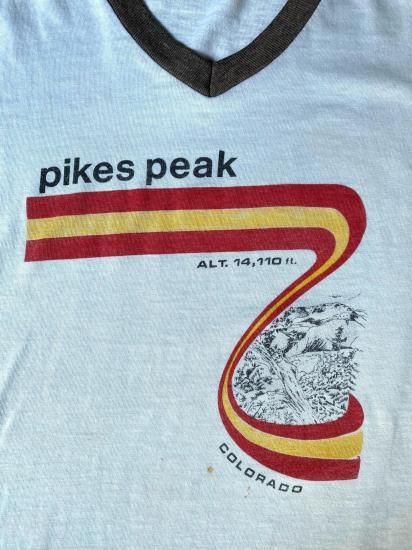 pikes peak
ALT. 14,110 ft.
COLORADO